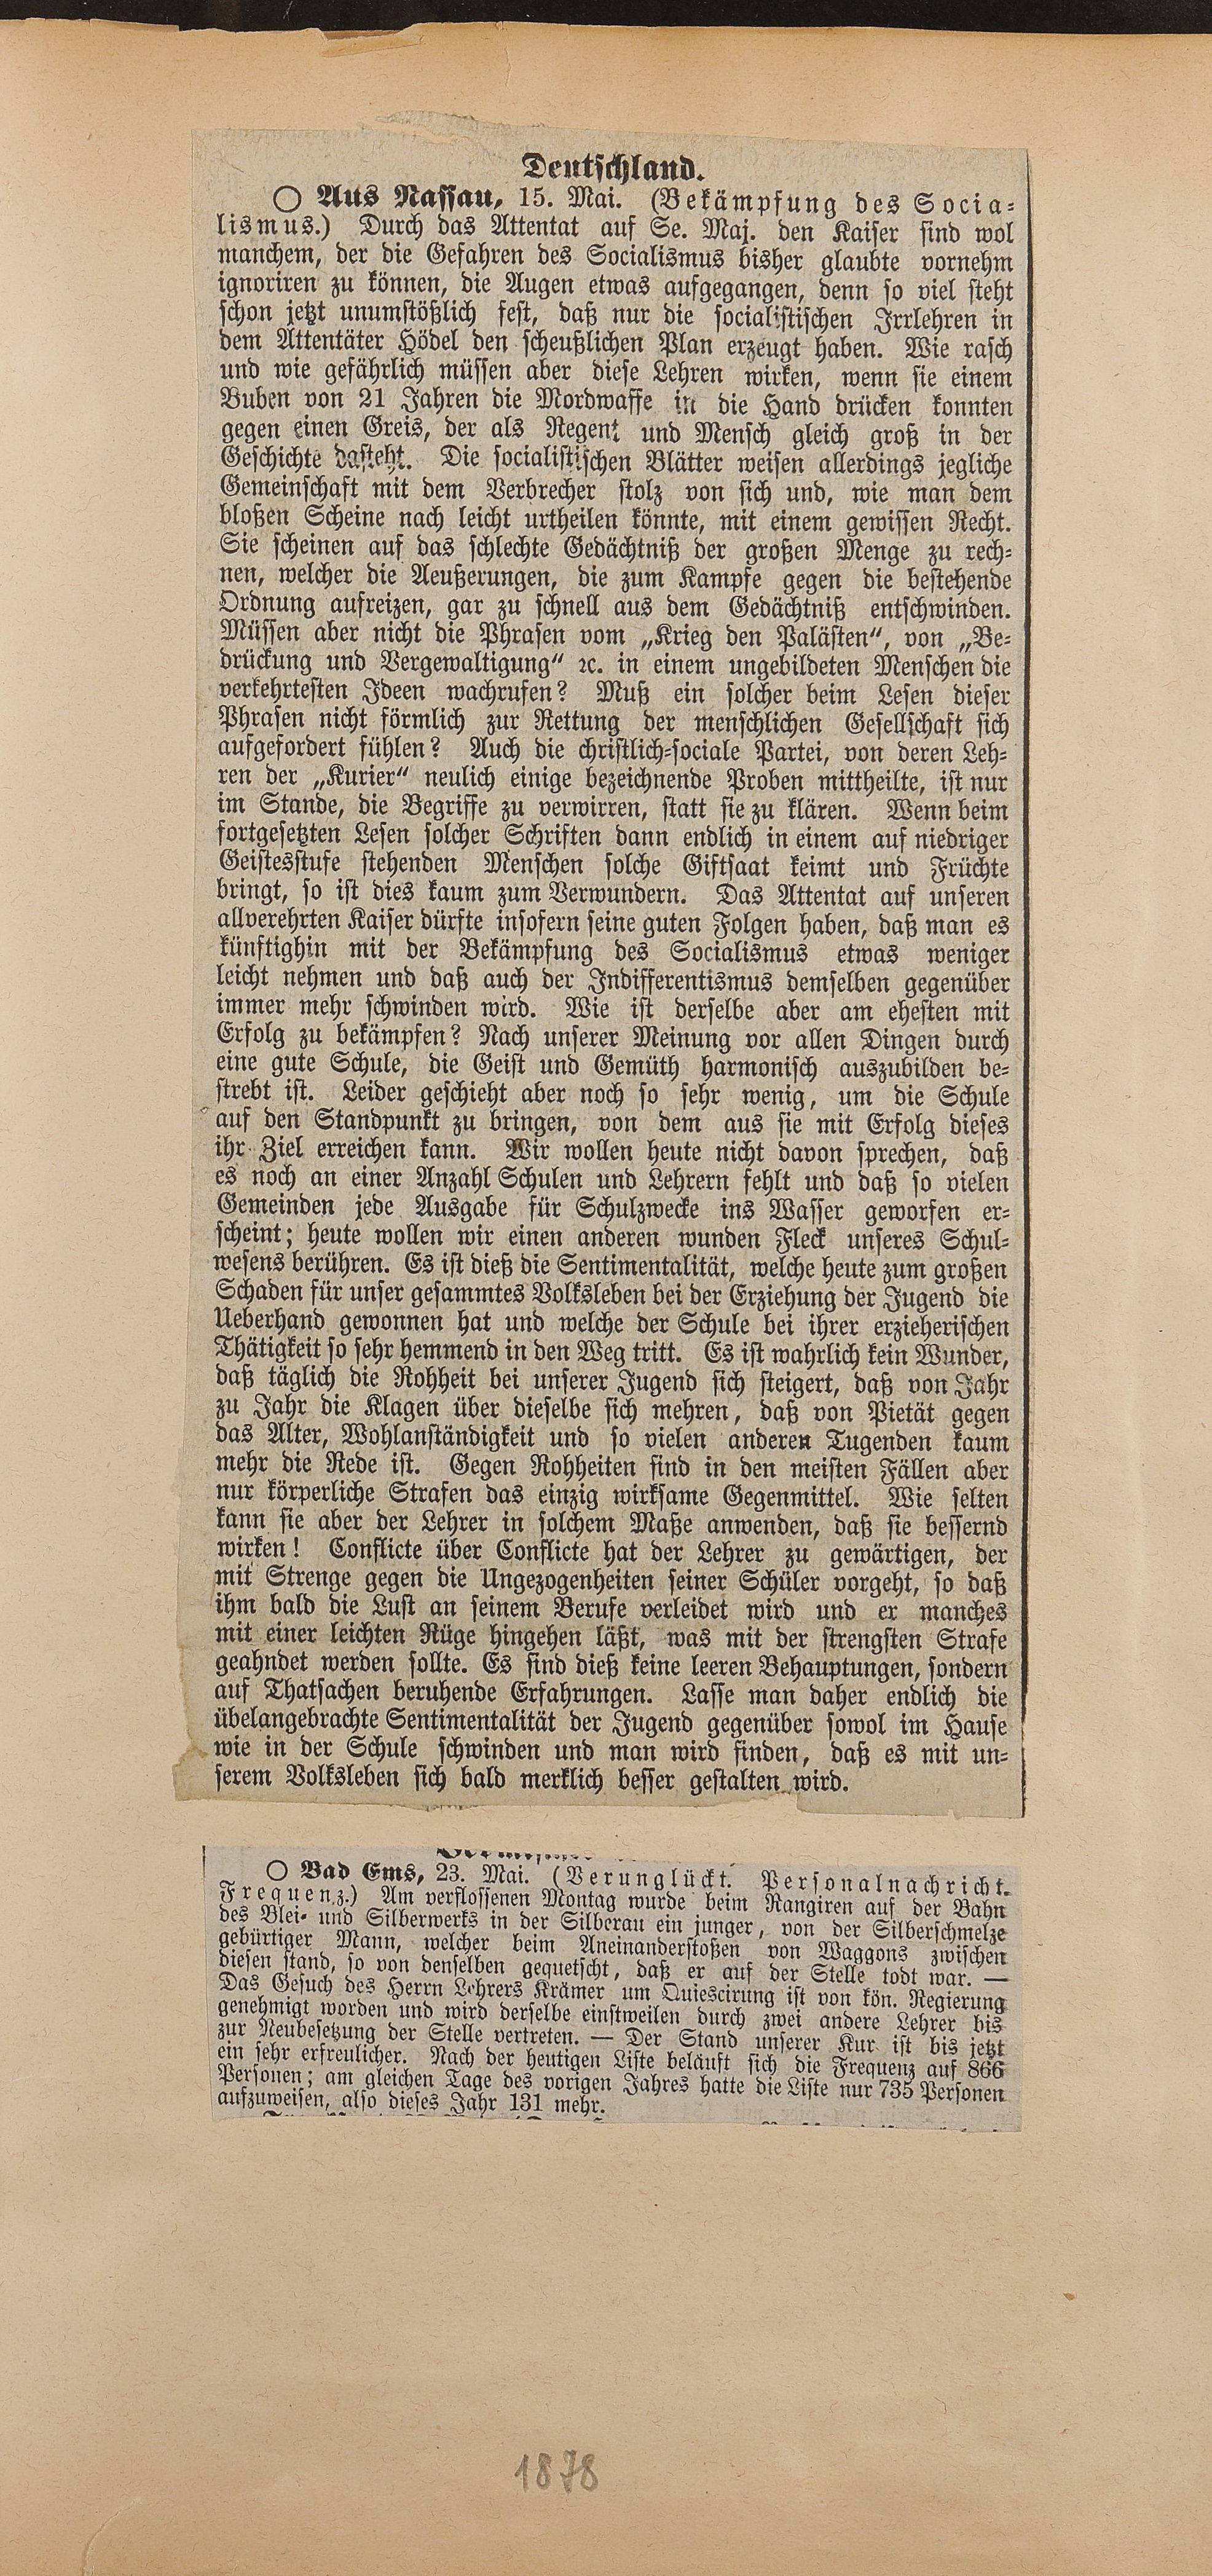 Deutschland.
○ Aus Nassau, 15. Mai. (Bekämpfung des Socia-
lismus.) Durch das Attentat auf Se. Maj. den Kaiser sind wol
manchem, der die Gefahren des Socialismus bisher glaubte vornehm
ignoriren zu können, die Augen etwas aufgegangen, denn so viel steht
schon jetzt unumstößlich fest, daß nur die socialistischen Irrlehren in
dem Attentäter Hödel den scheußlichen Plan erzeugt haben. Wie rasch
und wie gefährlich müssen aber diese Lehren wirken, wenn sie einem
Buben von 21 Jahren die Mordwaffe in die Hand drücken konnten
gegen einen Greis, der als Regent und Mensch gleich groß in der
Geschichte dasteht. Die socialistischen Blätter weisen allerdings jegliche
Gemeinschaft mit dem Verbrecher stolz von sich und, wie man dem
bloßen Scheine nach leicht urtheilen könnte, mit einem gewissen Recht.
Sie scheinen auf das schlechte Gedächtniß der großen Menge zu rech-
nen, welcher die Aeußerungen, die zum Kampfe gegen die bestehende
Ordnung aufreizen, gar zu schnell aus dem Gedächtniß entschwinden.
Müssen aber nicht die Phrasen vom „Krieg den Palästen“, von „Be-
drückung und Vergewaltigung“ ꝛc. in einem ungebildeten Menschen die
verkehrtesten Ideen wachrufen? Muß ein solcher beim Lesen dieser
Phrasen nicht förmlich zur Rettung der menschlichen Gesellschaft sich
aufgefordert fühlen? Auch die christlich-sociale Partei, von deren Leh-
ren der „Kurier“ neulich einige bezeichnende Proben mittheilte, ist nur
im Stande, die Begriffe zu verwirren, statt sie zu klären. Wenn beim
fortgesetzten Lesen solcher Schriften dann endlich in einem auf niedriger
Geistesstufe stehenden Menschen solche Giftsaat keimt und Früchte
bringt, so ist dies kaum zum Verwundern. Das Attentat auf unseren
allverehrten Kaiser dürfte insofern seine guten Folgen haben, daß man es
künftighin mit der Bekämpfung des Socialismus etwas weniger
leicht nehmen und daß auch der Indifferentismus demselben gegenüber
immer mehr schwinden wird. Wie ist derselbe aber am ehesten mit
Erfolg zu bekämpfen? Nach unserer Meinung vor allen Dingen durch
eine gute Schule, die Geist und Gemüth harmonisch auszubilden be-
strebt ist. Leider geschieht aber noch so sehr wenig, um die Schule
auf den Standpunkt zu bringen, von dem aus sie mit Erfolg dieses
ihr Ziel erreichen kann. Wir wollen heute nicht davon sprechen, daß
es noch an einer Anzahl Schulen und Lehrern fehlt und daß so vielen
Gemeinden jede Ausgabe für Schulzwecke ins Wasser geworfen er-
scheint; heute wollen wir einen anderen wunden Fleck unseres Schul-
wesens berühren. Es ist dieß die Sentimentalität, welche heute zum großen
Schaden für unser gesammtes Volksleben bei der Erziehung der Jugend die
Ueberhand gewonnen hat und welche der Schule bei ihrer erzieherischen
Thätigkeit so sehr hemmend in den Weg tritt. Es ist wahrlich kein Wunder,
daß täglich die Rohheit bei unserer Jugend sich steigert, daß von Jahr
zu Jahr die Klagen über dieselbe sich mehren, daß von Pietät gegen
das Alter, Wohlanständigkeit und so vielen anderen Tugenden kaum
mehr die Rede ist. Gegen Rohheiten sind in den meisten Fällen aber
nur körperliche Strafen das einzig wirksame Gegenmittel. Wie selten
kann sie aber der Lehrer in solchem Maße anwenden, daß sie bessernd
wirken! Conflicte über Conflicte hat der Lehrer zu gewärtigen, der
mit Strenge gegen die Ungezogenheiten seiner Schüler vorgeht, so daß
ihm bald die Lust an seinem Berufe verleidet wird und er manches
mit einer leichten Rüge hingehen läßt, was mit der strengsten Strafe
geahndet werden sollte. Es sind dieß keine leeren Behauptungen, sondern
auf Thatsachen beruhende Erfahrungen. Lasse man daher endlich die
übelangebrachte Sentimentalität der Jugend gegenüber sowol im Hause
wie in der Schule schwinden und man wird finden, daß es mit un-
serem Volksleben sich bald merklich besser gestalten wird.
○ Bad Ems, 23. Mai. (Verunglückt. Personalnachricht.
Frequenz.) Am verflossenen Montag wurde beim Rangiren auf der Bahn
des Blei- und Silberwerks in der Silberau ein junger, von der Silberschmelze
gebürtiger Mann, welcher beim Aneinanderstoßen von Waggons zwischen
diesen stand, so von denselben gequetscht, daß er auf der Stelle todt war. —
Das Gesuch des Herrn Lehrers Krämer um Quiescirung ist von kön. Regierung
genehmigt worden und wird derselbe einstweilen durch zwei andere Lehrer bis
zur Neubesetzung der Stelle vertreten. — Der Stand unserer Kur ist bis jetzt
ein sehr erfreulicher. Nach der heutigen Liste beläuft sich die Frequenz auf 866
Personen; am gleichen Tage des vorigen Jahres hatte die Liste nur 735 Personen
aufzuweisen, also dieses Jahr 131 mehr.
1878